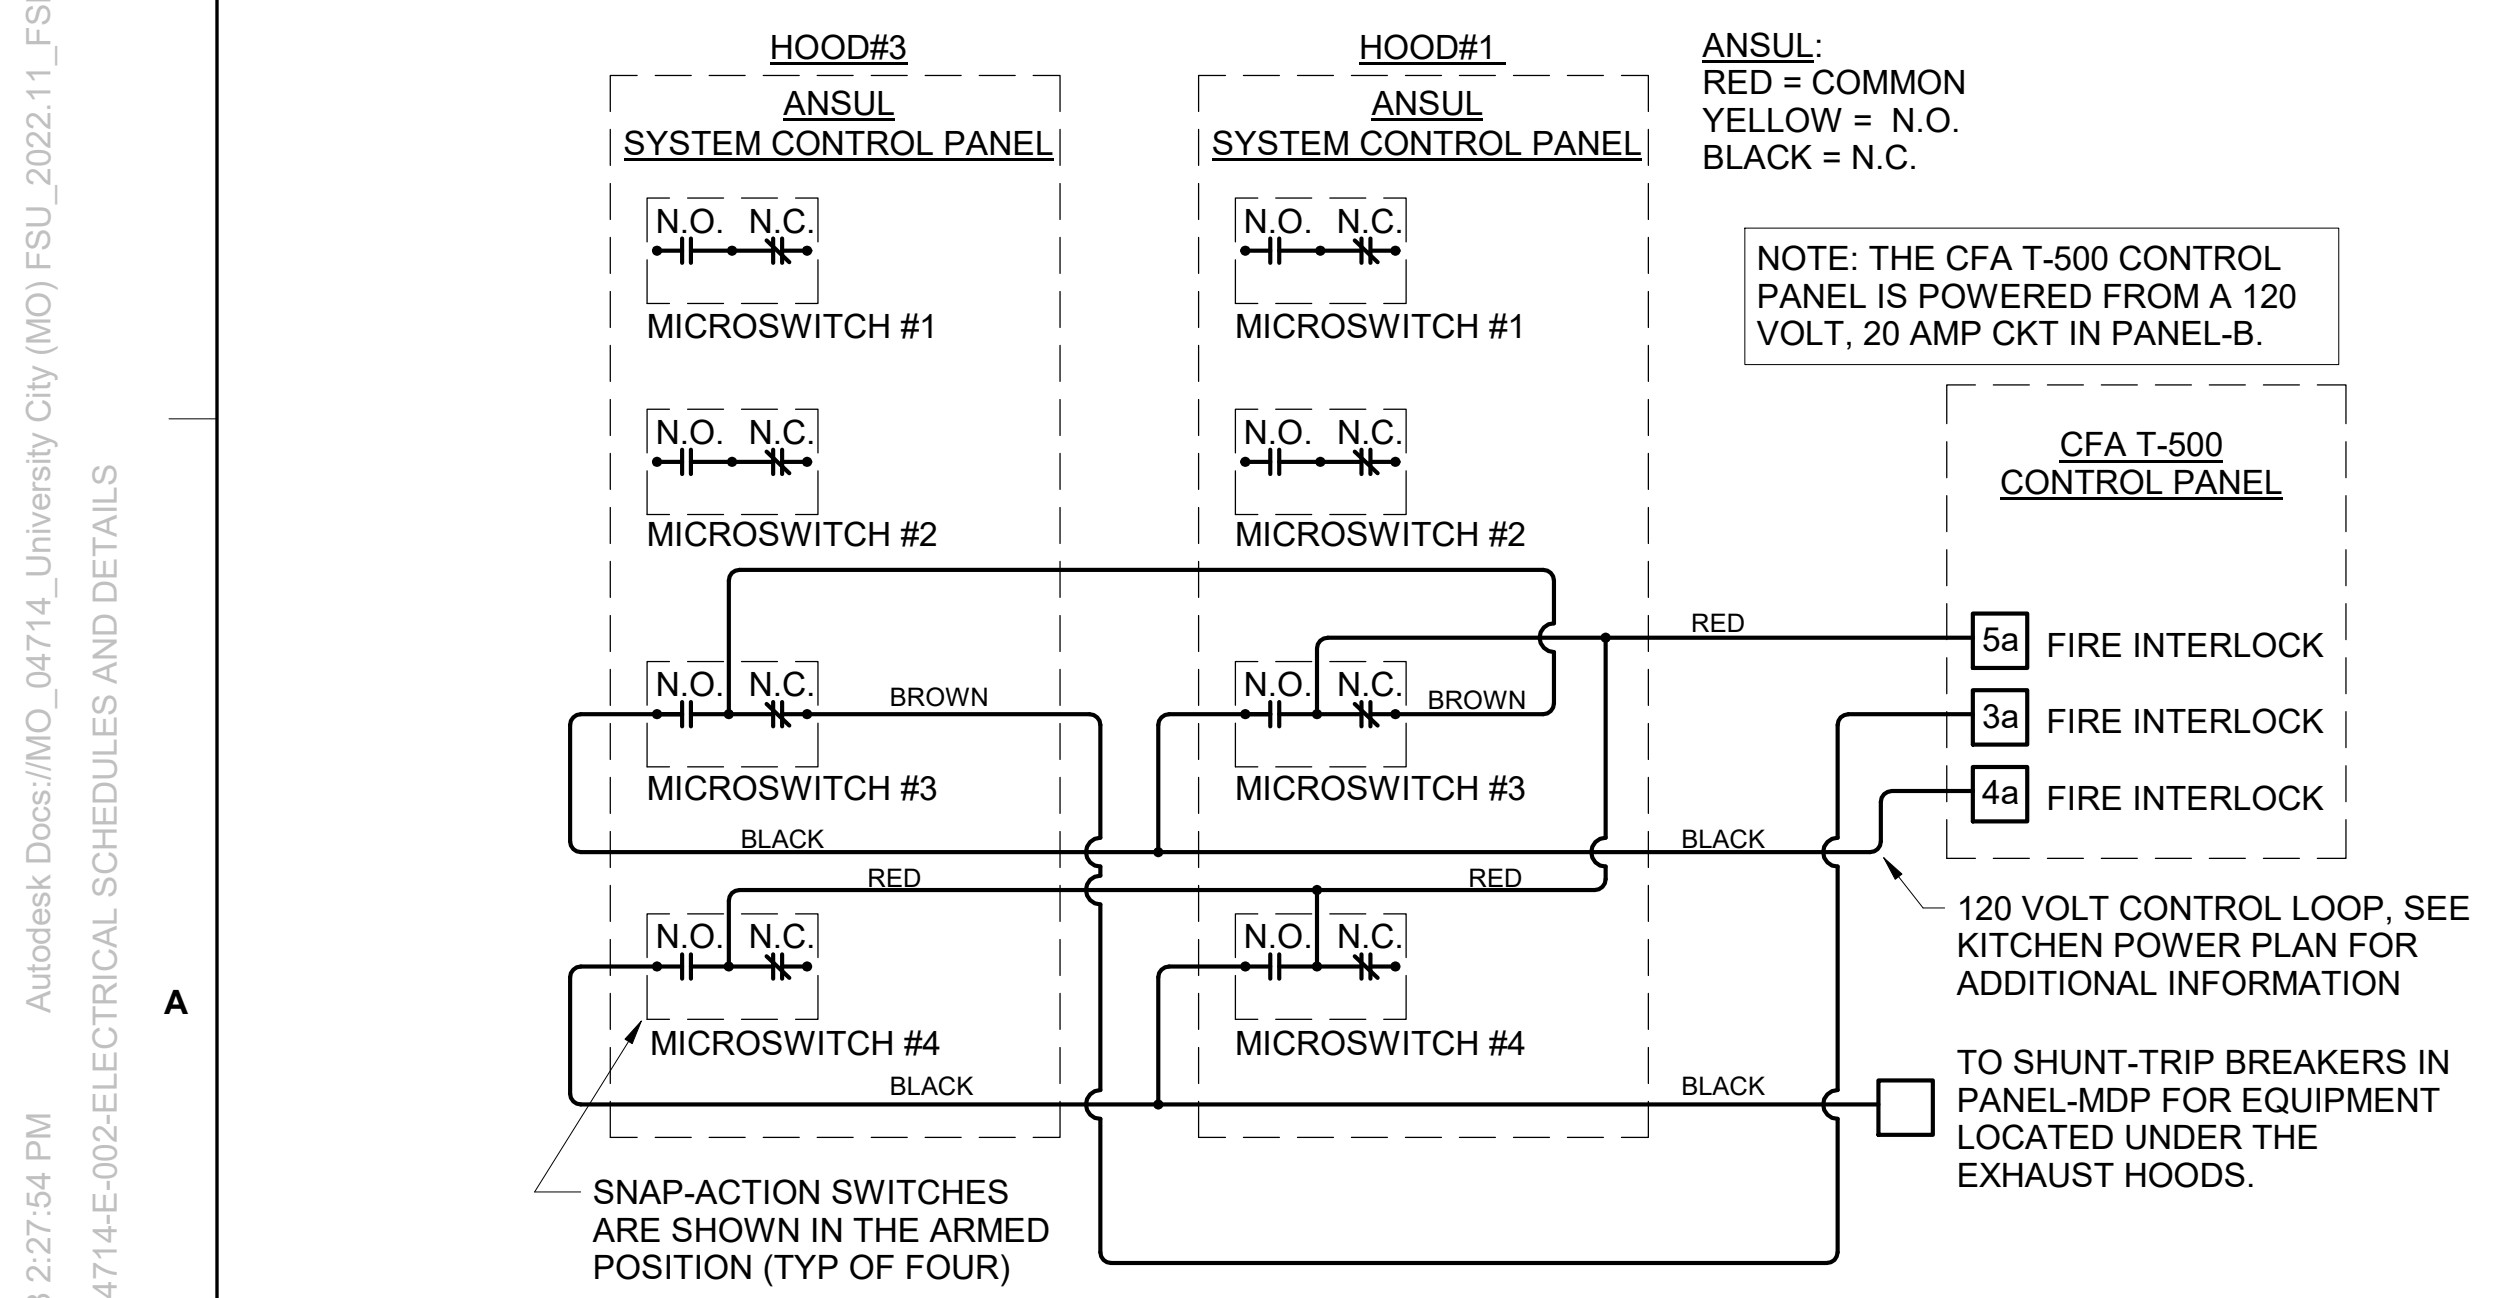 Autodesk Docs://MO_04714_University City (MO) FSU_2022.11_FS
2:27:54 PM
4714-E-002-ELECTRICAL SCHEDULES AND DETAILS
A
HOOD#3
ANSUL
SYSTEM CONTROL PANEL
N.O. N.C.
MICROSWITCH #1
N.O. N.C.
MICROSWITCH #2
N.O. N.C.
BROWN
MICROSWITCH #3
BLACK
RED
N.O. N.C.
MICROSWITCH #4
BLACK
SNAP-ACTION SWITCHES
ARE SHOWN IN THE ARMED
POSITION (TYP OF FOUR)
HOOD#1
ANSUL
SYSTEM CONTROL PANEL
N.O. N.C.
MICROSWITCH #1
N.O. N.C.
MICROSWITCH #2
N.O. N.C.
BROWN
MICROSWITCH #3
RED
N.O. N.C.
MICROSWITCH #4
RED
BLACK
BLACK
ANSUL:
RED = COMMON
YELLOW = N.O.
BLACK = N.C.
NOTE: THE CFA T-500 CONTROL
PANEL IS POWERED FROM A 120
VOLT, 20 AMP CKT IN PANEL-B.
CFA T-500
CONTROL PANEL
5a FIRE INTERLOCK
3a FIRE INTERLOCK
4a FIRE INTERLOCK
120 VOLT CONTROL LOOP, SEE
KITCHEN POWER PLAN FOR
ADDITIONAL INFORMATION
TO SHUNT-TRIP BREAKERS IN
PANEL-MDP FOR EQUIPMENT
LOCATED UNDER THE
EXHAUST HOODS.